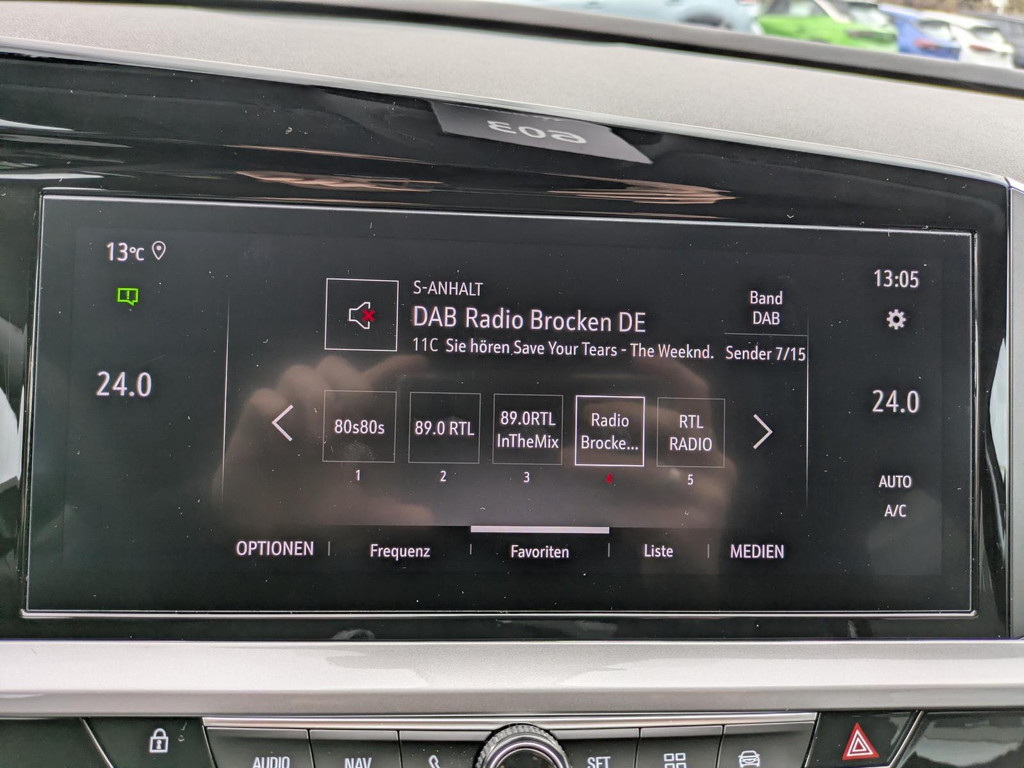 603
13°C
S-ANHALT
DAB Radio Brocken DE
11C Sie hören Save Your Tears - The Weeknd.
Band
DAB
Sender 7/15
13:05
24.0
24.0
80s80s
89.0 RTL
89.0RTL
InTheMix
Radio
Brocke...
RTL
RADIO
1
2
3
4
5
AUTO
A/C
OPTIONEN
Frequenz
Favoriten
Liste
MEDIEN
AUDIO
NAV
SET